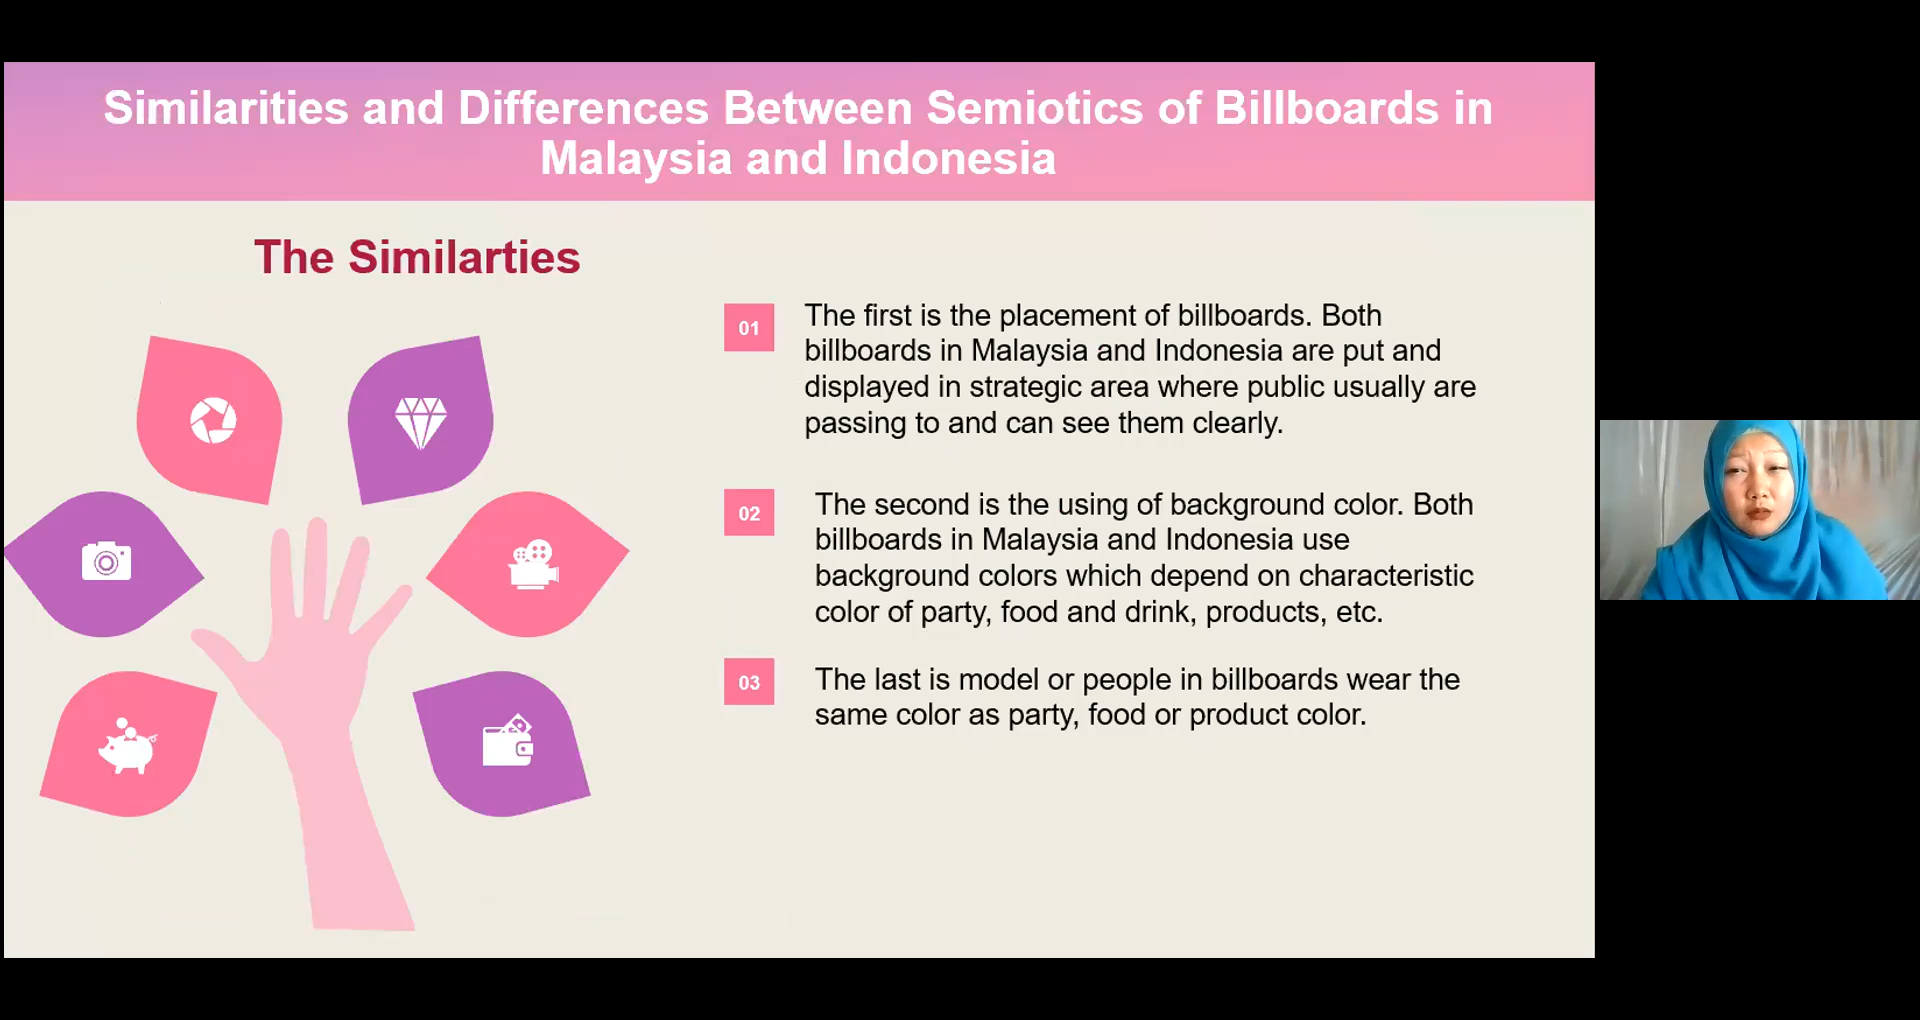 Similarities and Differences Between Semiotics of Billboards in
Malaysia and Indonesia
The Similarties
01
The first is the placement of billboards. Both
billboards in Malaysia and Indonesia are put and
displayed in strategic area where public usually are
passing to and can see them clearly.
02
The second is the using of background color. Both
billboards in Malaysia and Indonesia use
background colors which depend on characteristic
color of party, food and drink, products, etc.
03
The last is model or people in billboards wear the
same color as party, food or product color.